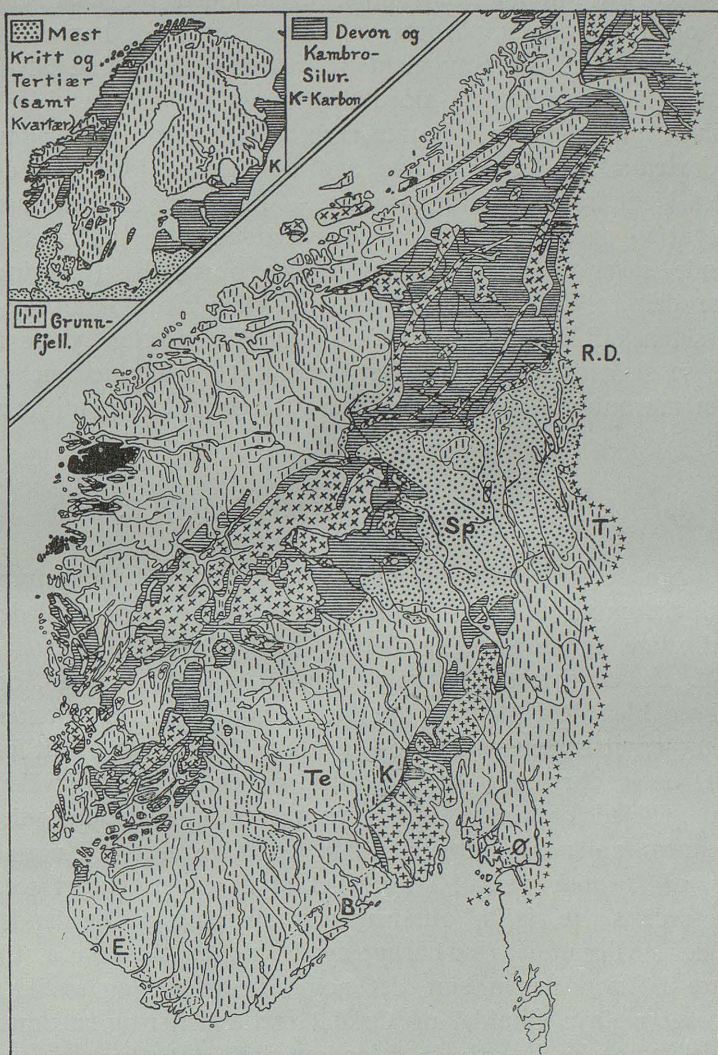 Mest
Kritt og
Tertiær
(samt
Kvartær)
K
Devon og
Kambro-
Silur.
K=Karbon
Grunn-
fjell.
R.D.
Sp
T
Te
K
Ø
B
E